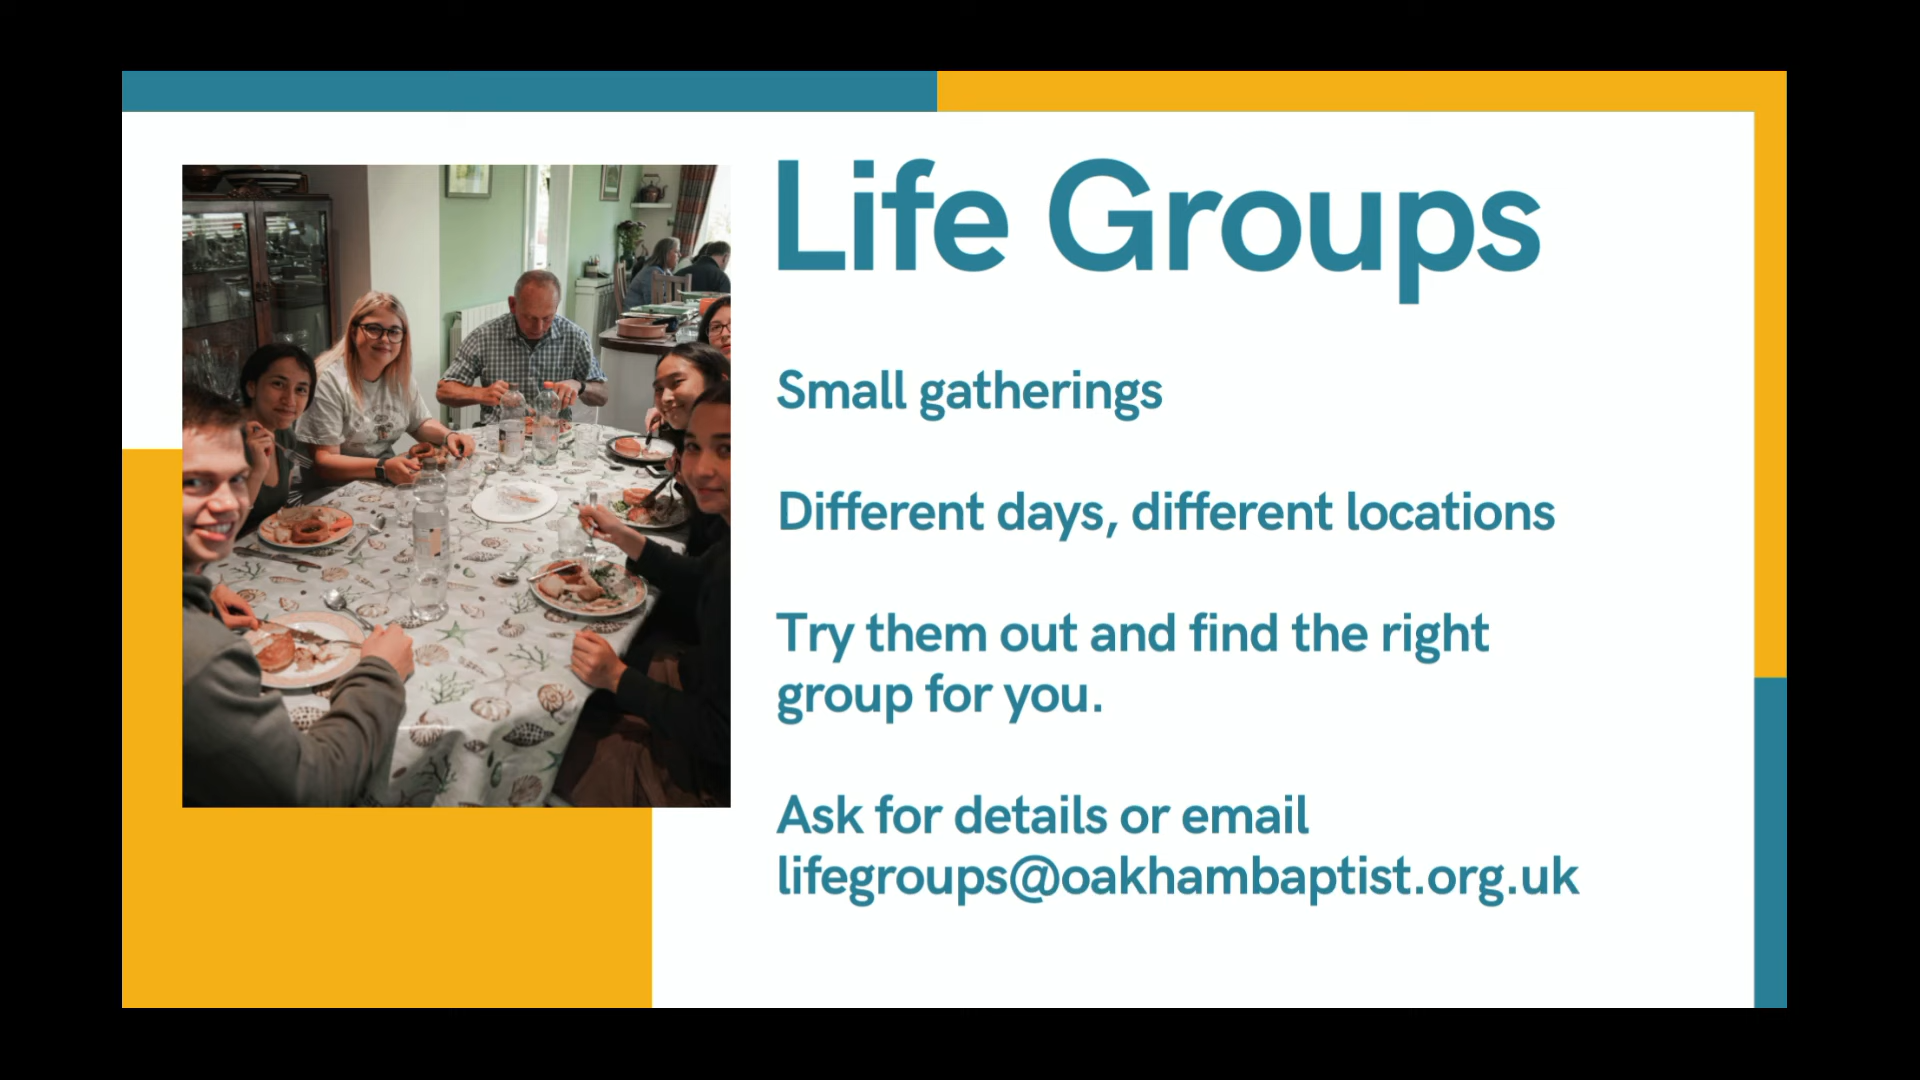 Life Groups
Small gatherings
Different days, different locations
Try them out and find the right
group for you.
Ask for details or email
lifegroups@oakhambaptist.org.uk